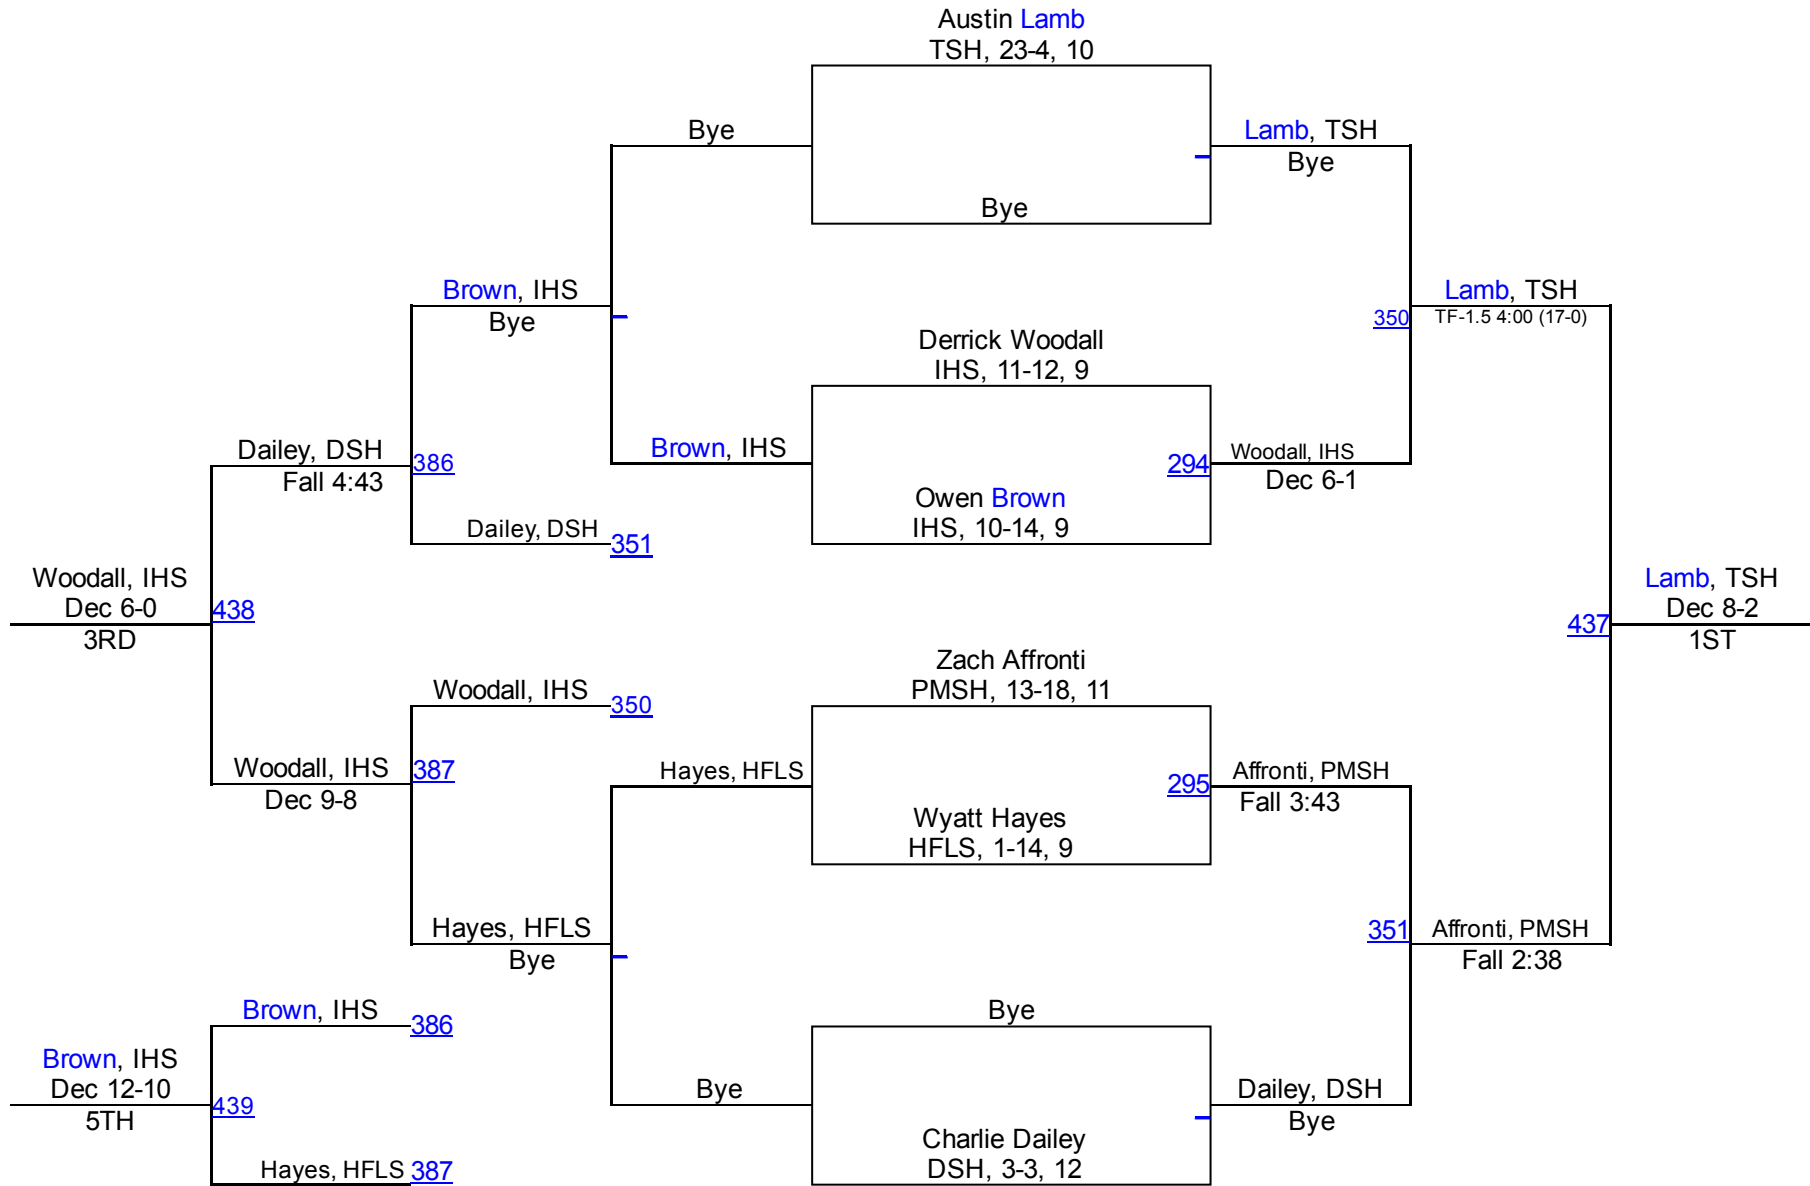 Austin Lamb
TSH, 23-4, 10
Bye
Lamb, TSH
Bye
Bye
Brown, IHS
Bye
Lamb, TSH
350
TF-1.5 4:00 (17-0)
Derrick Woodall
IHS, 11-12, 9
Dailey, DSH
386
Fall 4:43
Brown, IHS
294
Woodall, IHS
Dec 6-1
Owen Brown
IHS, 10-14, 9
Dailey, DSH
351
Woodall, IHS
Dec 6-0
438
3RD
Lamb, TSH
Dec 8-2
437
1ST
Zach Affronti
PMSH, 13-18, 11
Woodall, IHS
350
Woodall, IHS
387
Dec 9-8
Hayes, HFLS
295
Affronti, PMSH
Fall 3:43
Wyatt Hayes
HFLS, 1-14, 9
Hayes, HFLS
Bye
351
Affronti, PMSH
Fall 2:38
Brown, IHS
386
Bye
Brown, IHS
Dec 12-10
439
5TH
Bye
Dailey, DSH
Bye
Charlie Dailey
DSH, 3-3, 12
Hayes, HFLS
387